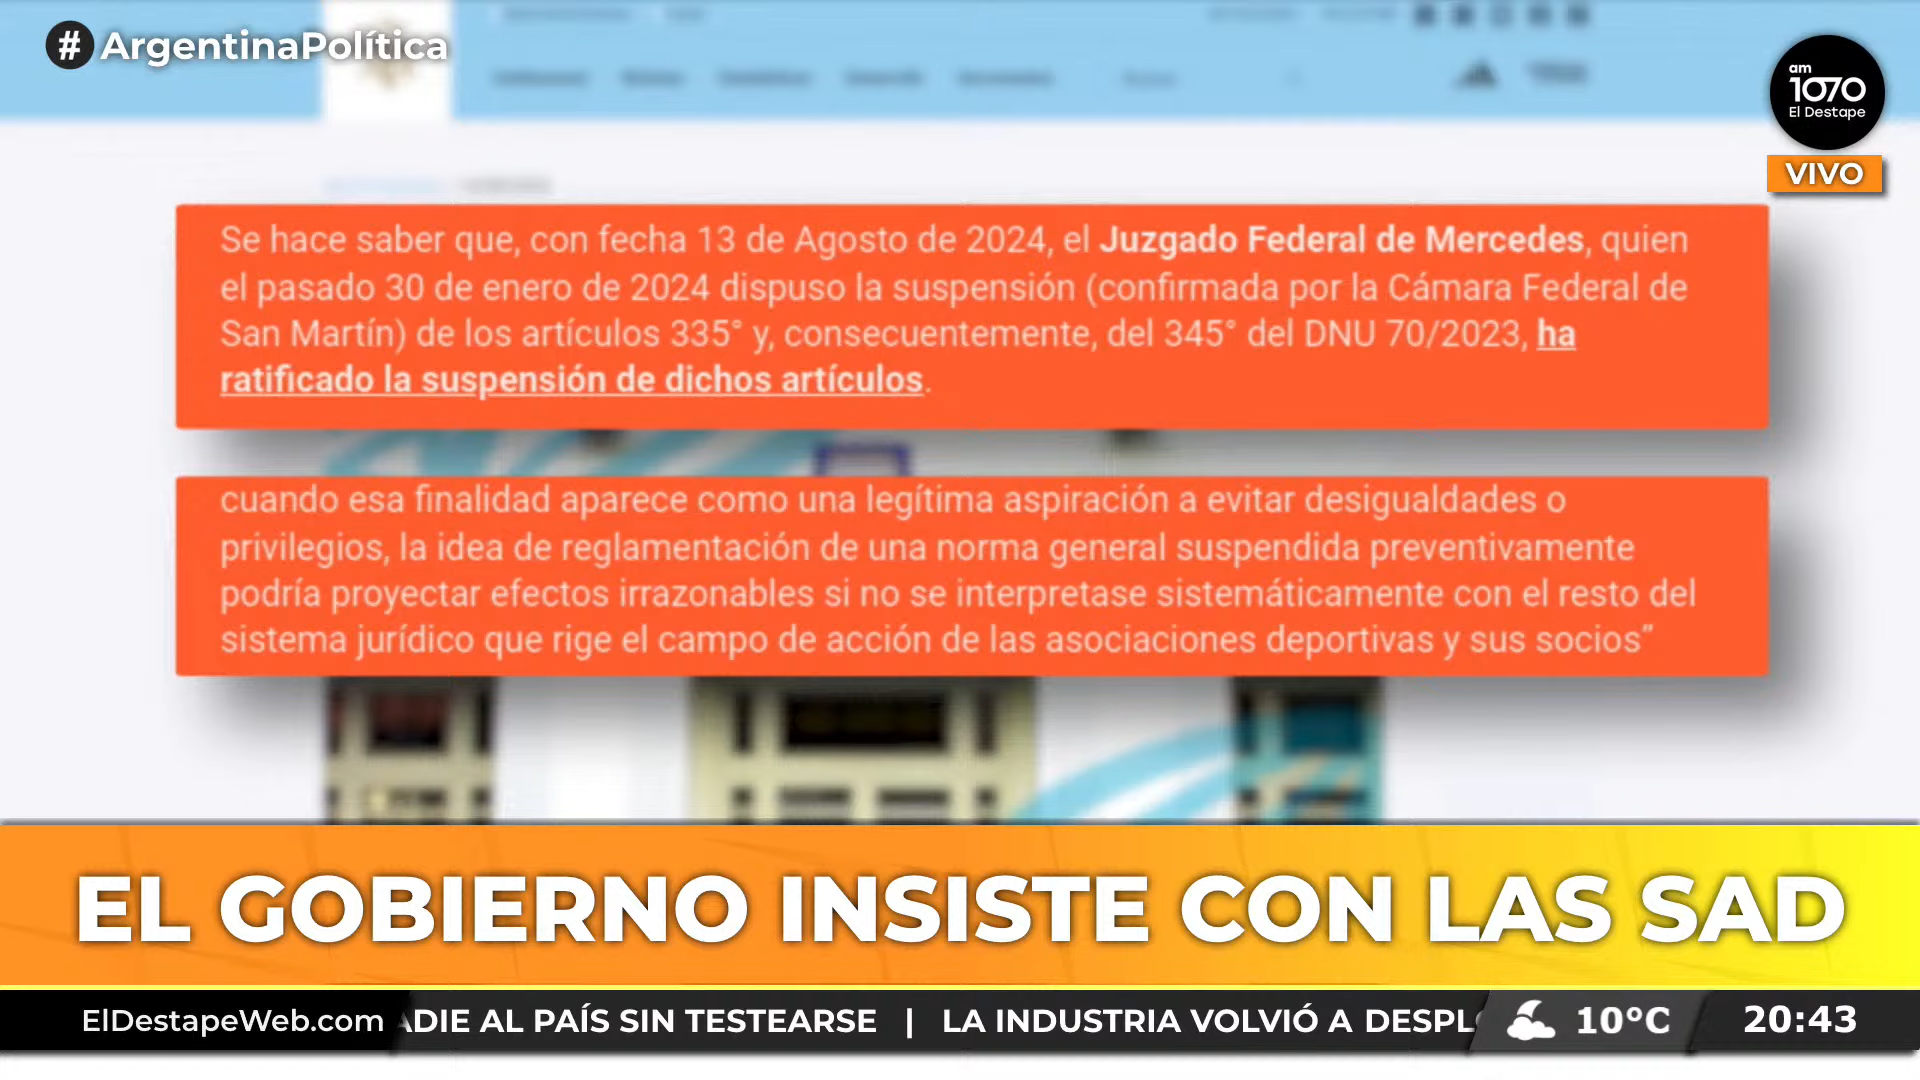 # ArgentinaPolítica
am
1070
El Destape
VIVO
Se hace saber que, con fecha 13 de Agosto de 2024, el Juzgado Federal de Mercedes, quien
el pasado 30 de enero de 2024 dispuso la suspensión (confirmada por la Cámara Federal de
San Martín) de los artículos 335° y, consecuentemente, del 345° del DNU 70/2023, ha
ratificado la suspensión de dichos artículos.
cuando esa finalidad aparece como una legítima aspiración a evitar desigualdades o
privilegios, la idea de reglamentación de una norma general suspendida preventivamente
podría proyectar efectos irrazonables si no se interpretase sistemáticamente con el resto del
sistema jurídico que rige el campo de acción de las asociaciones deportivas y sus socios”
EL GOBIERNO INSISTE CON LAS SAD
ElDestapeWeb.com ADIE AL PAÍS SIN TESTEARSE | LA INDUSTRIA VOLVIÓ A DESPL 10°C 20:43